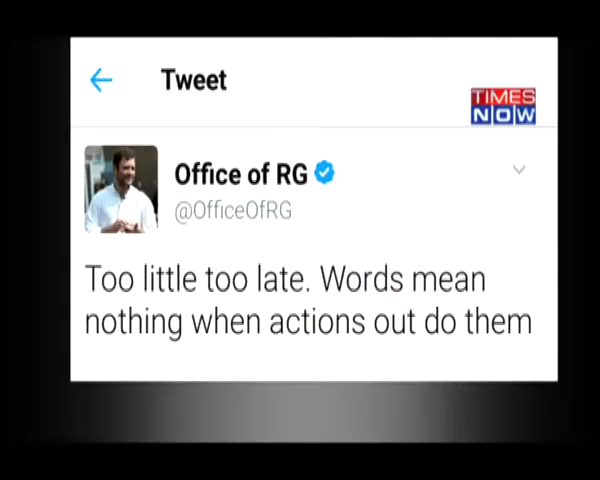 Tweet
TIMES
NOW
Office of RG
@OfficeOfRG
Too little too late. Words mean
nothing when actions out do them